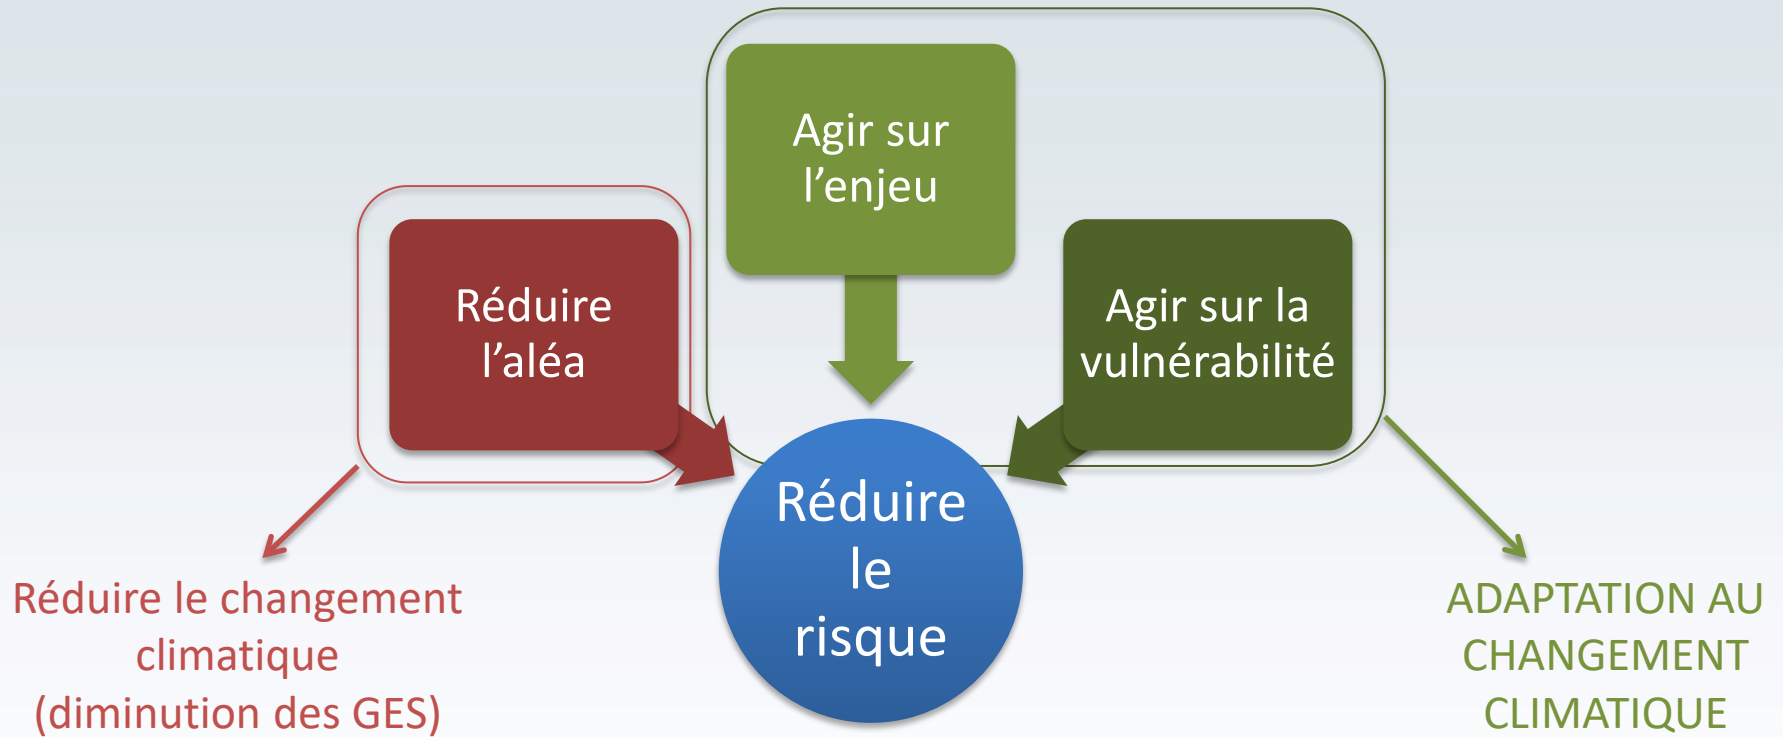 Agir sur
l’enjeu
Réduire
l’aléa
Agir sur la
vulnérabilité
Réduire
le
risque
Réduire le changement
climatique
(diminution des GES)
ADAPTATION AU
CHANGEMENT
CLIMATIQUE